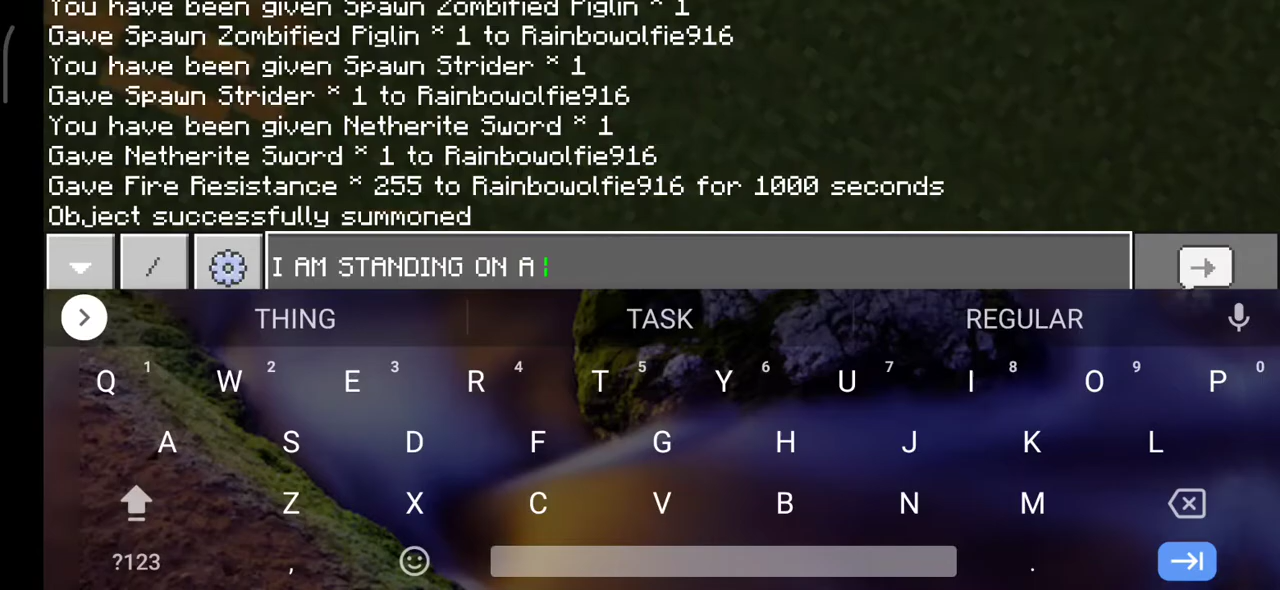 You have been given Spawn Zombified Piglin * 1
Gave Spawn Zombified Piglin * 1 to Rainbowolfie916
You have been given Spawn Strider * 1
Gave Spawn Strider * 1 to Rainbowolfie916
You have been given Netherite Sword * 1
Gave Netherite Sword * 1 to Rainbowolfie916
Gave Fire Resistance * 255 to Rainbowolfie916 for 1000 seconds
Object successfully summoned
/ I AM STANDING ON A
THING TASK REGULAR
Q 1 W 2 E 3 R 4 T 5 Y 6 U 7 I 8 O 9 P 0
A S D F G H J K L
Z X C V B N M
?123 , .